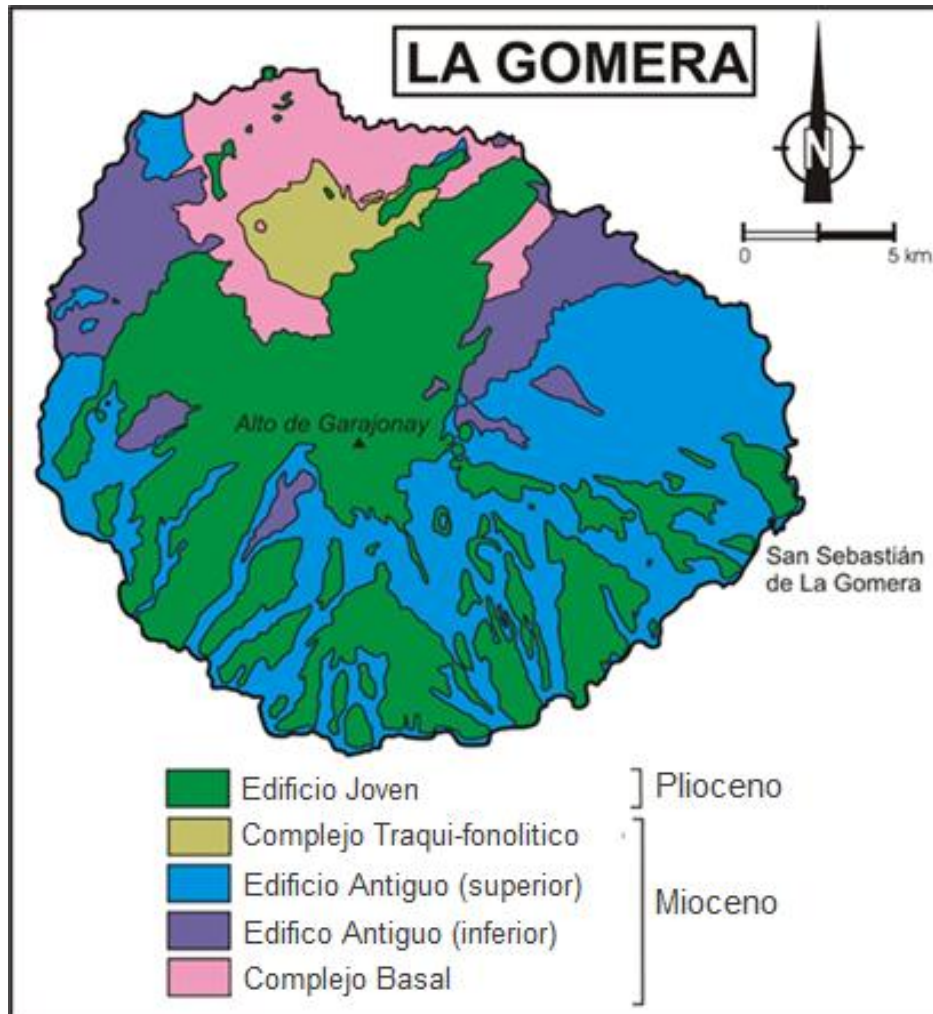 LA GOMERA
N
0 5 km
Alto de Garajonay
San Sebastián
de La Gomera
Edificio Joven
Plioceno
Complejo Traqui-fonolitico
Edificio Antiguo (superior)
Mioceno
Edifico Antiguo (inferior)
Complejo Basal